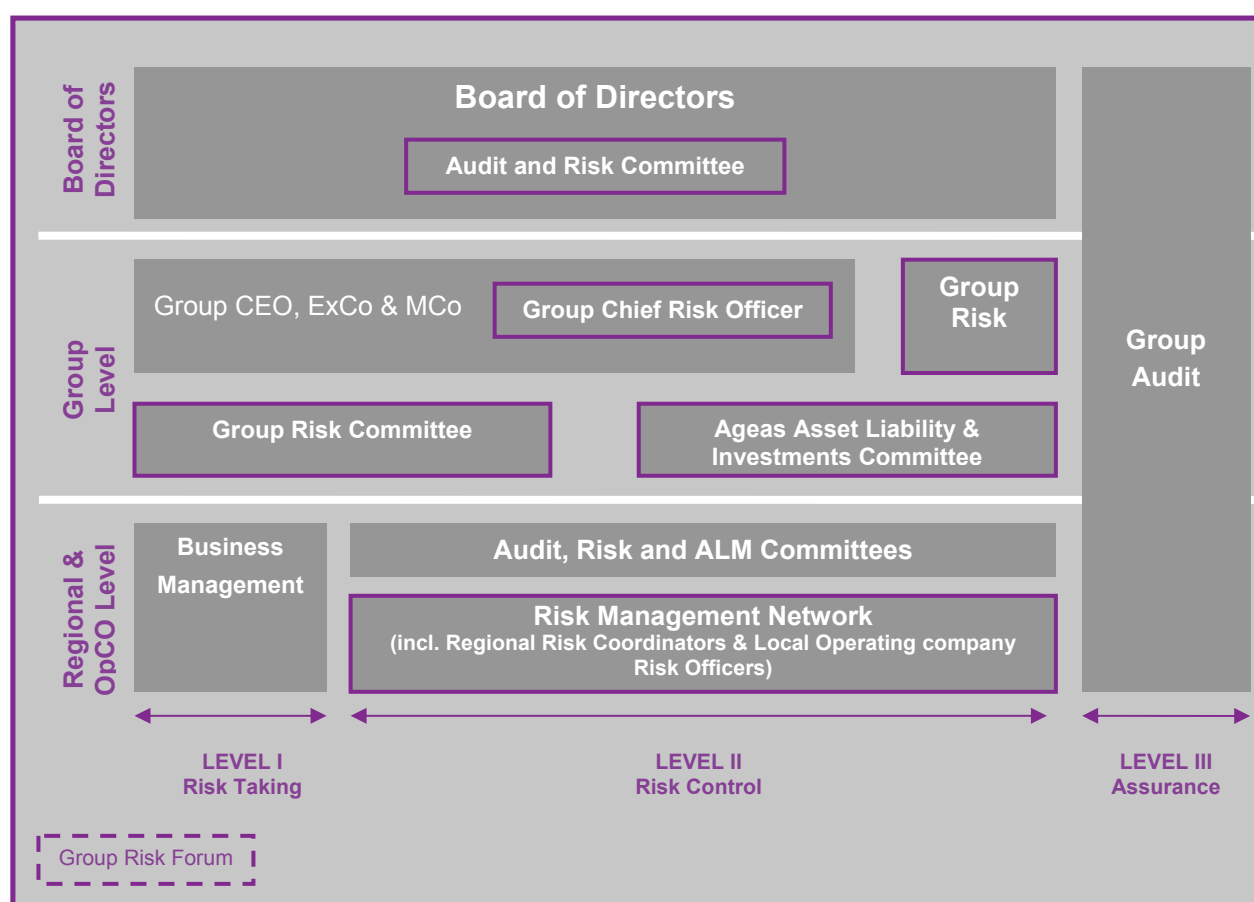 Board of
Directors
Board of Directors
Audit and Risk Committee
Group
Level
Group CEO, ExCo & MCo
Group Chief Risk Officer
Group
Risk
Group Risk Committee
Ageas Asset Liability &
Investments Committee
Group
Audit
Regional &
OpCO Level
Business
Management
Audit, Risk and ALM Committees
Risk Management Network
(incl. Regional Risk Coordinators & Local Operating company
Risk Officers)
LEVEL I
Risk Taking
LEVEL II
Risk Control
LEVEL III
Assurance
Group Risk Forum